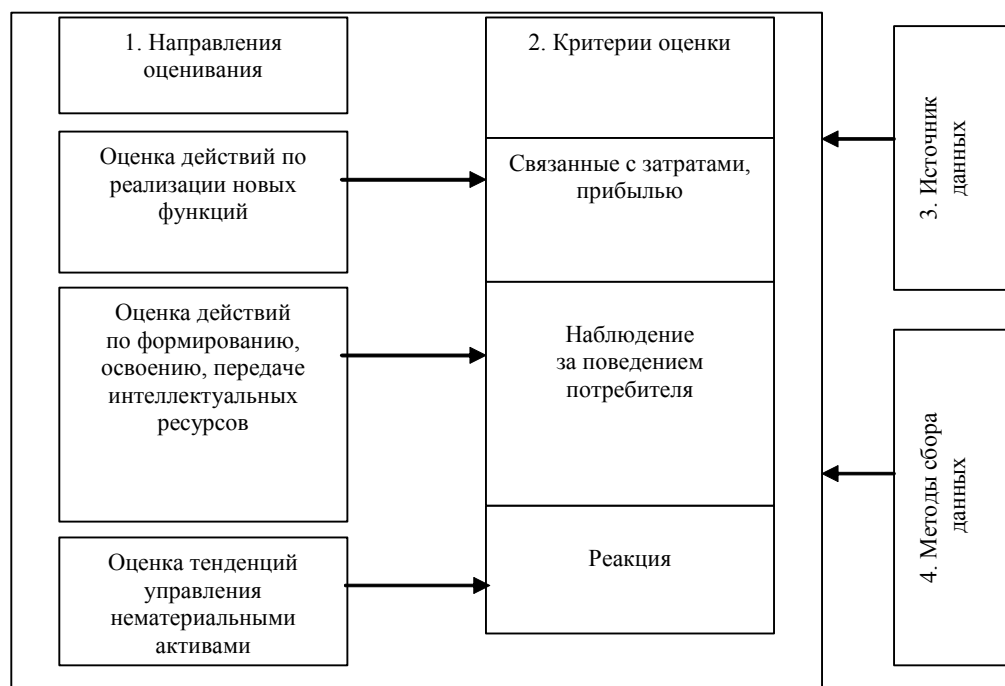 1. Направления
оценивания
Оценка действий по
реализации новых
функций
Оценка действий
по формированию,
освоению, передаче
интеллектуальных
ресурсов
Оценка тенденций
управления
нематериальными
активами
2. Критерии оценки
Связанные с затратами,
прибылью
Наблюдение
за поведением
потребителя
Реакция
3. Источник
данных
4. Методы сбора
данных